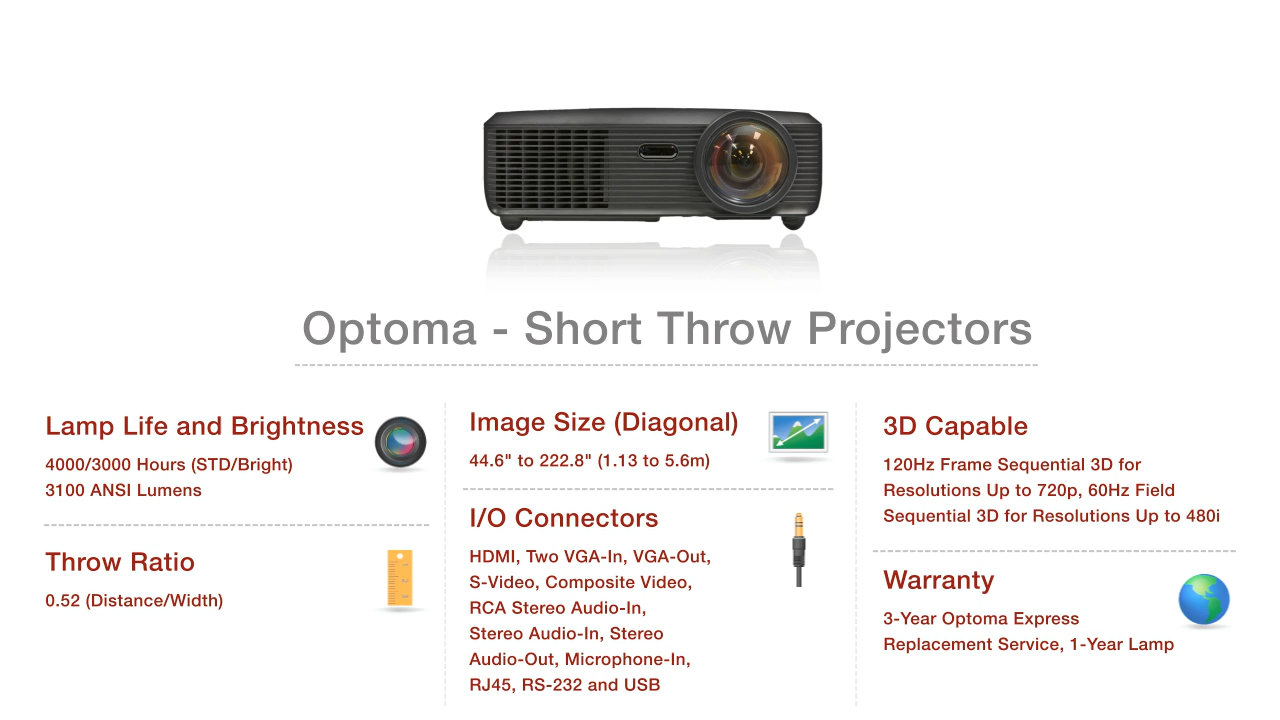 Optoma - Short Throw Projectors
Lamp Life and Brightness
4000/3000 Hours (STD/Bright)
3100 ANSI Lumens
Throw Ratio
0.52 (Distance/Width)
Image Size (Diagonal)
44.6" to 222.8" (1.13 to 5.6m)
I/O Connectors
HDMI, Two VGA-In, VGA-Out,
S-Video, Composite Video,
RCA Stereo Audio-In,
Stereo Audio-In, Stereo
Audio-Out, Microphone-In,
RJ45, RS-232 and USB
3D Capable
120Hz Frame Sequential 3D for
Resolutions Up to 720p, 60Hz Field
Sequential 3D for Resolutions Up to 480i
Warranty
3-Year Optoma Express
Replacement Service, 1-Year Lamp